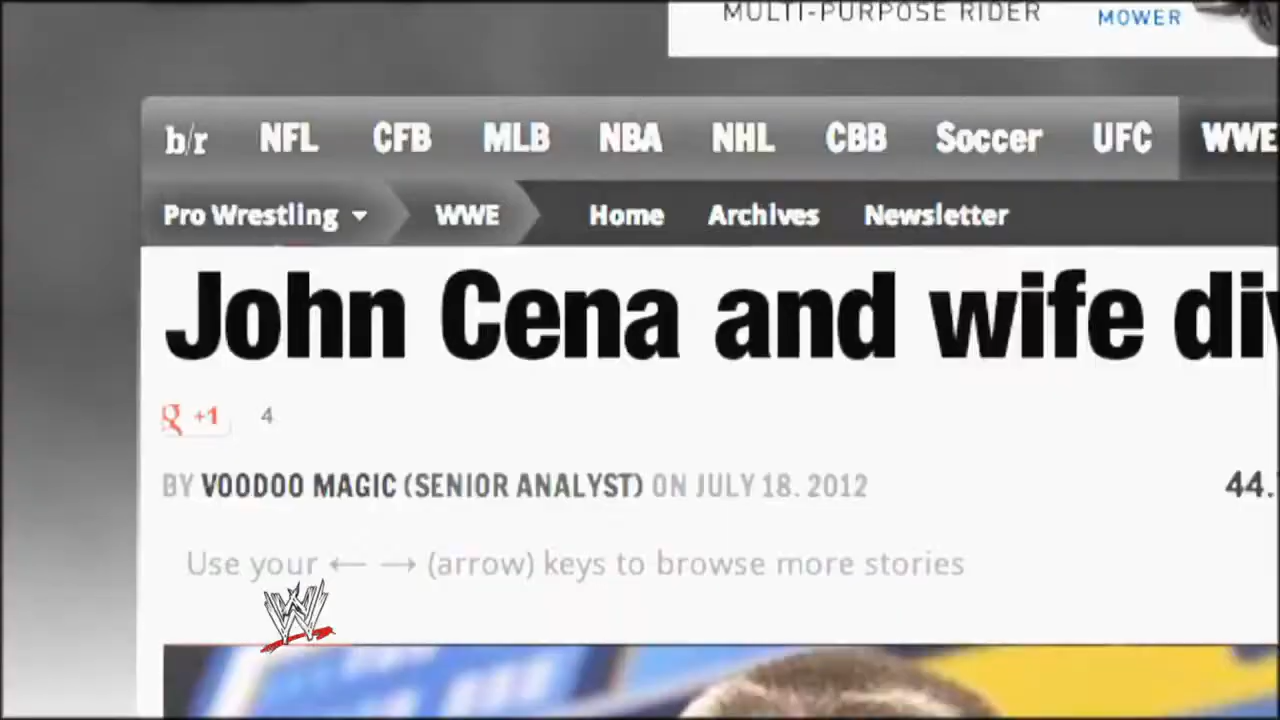 MULTI-PURPOSE RIDER MOWER
b/r NFL CFB MLB NBA NHL CBB Soccer UFC WWE
Pro Wrestling WWE Home Archives Newsletter
John Cena and wife div
+1 4
BY VOODOO MAGIC (SENIOR ANALYST) ON JULY 18. 2012 44.
Use your ← → (arrow) keys to browse more stories
W